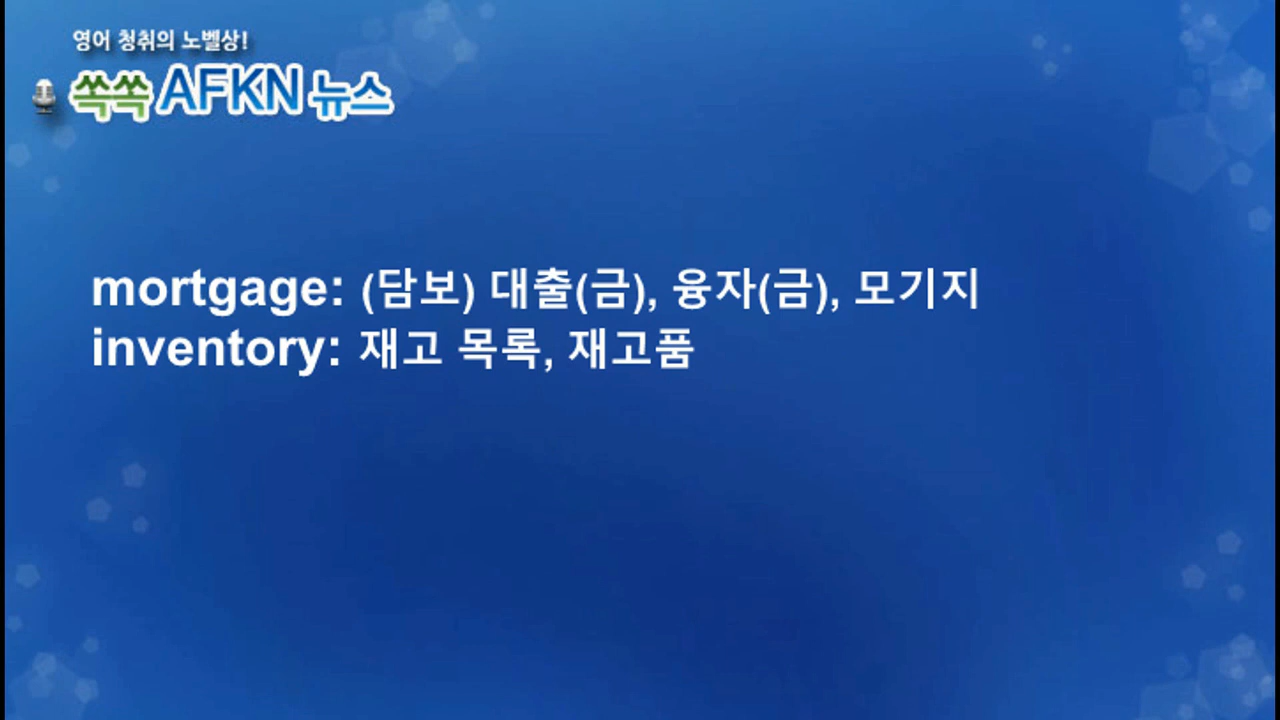 영어 청취의 노벨상!
쏙쏙 AFKN 뉴스
mortgage: (담보) 대출(금), 융자(금), 모기지
inventory: 재고 목록, 재고품